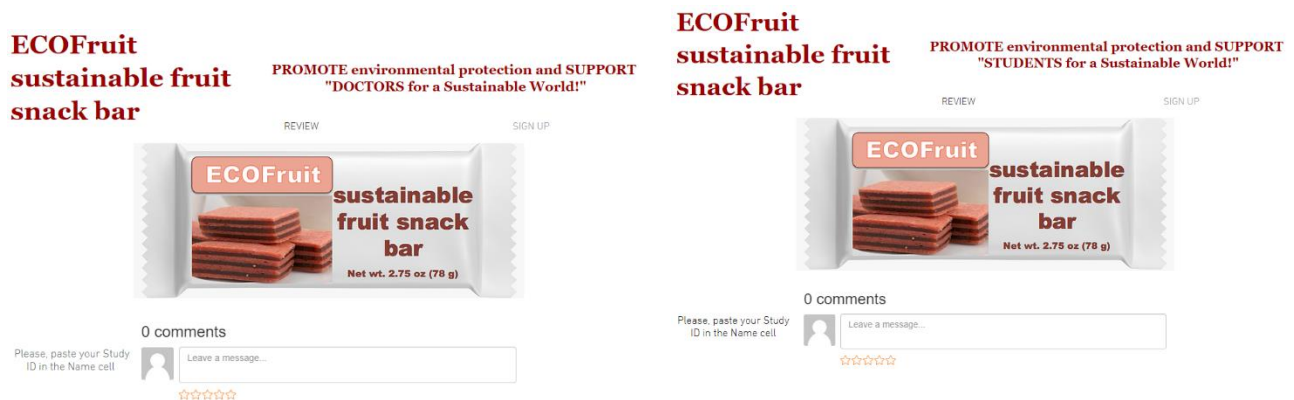 ECOFruit
sustainable fruit
snack bar
PROMOTE environmental protection and SUPPORT
"DOCTORS for a Sustainable World!"
REVIEW
SIGN UP
ECOFruit
sustainable
fruit snack
bar
Net wt. 2.75 oz (78 g)
0 comments
Please, paste your Study
ID in the Name cell
Leave a message...
ECOFruit
sustainable fruit
snack bar
PROMOTE environmental protection and SUPPORT
"STUDENTS for a Sustainable World!"
REVIEW
SIGN UP
ECOFruit
sustainable
fruit snack
bar
Net wt. 2.75 oz (78 g)
0 comments
Please, paste your Study
ID in the Name cell
Leave a message...